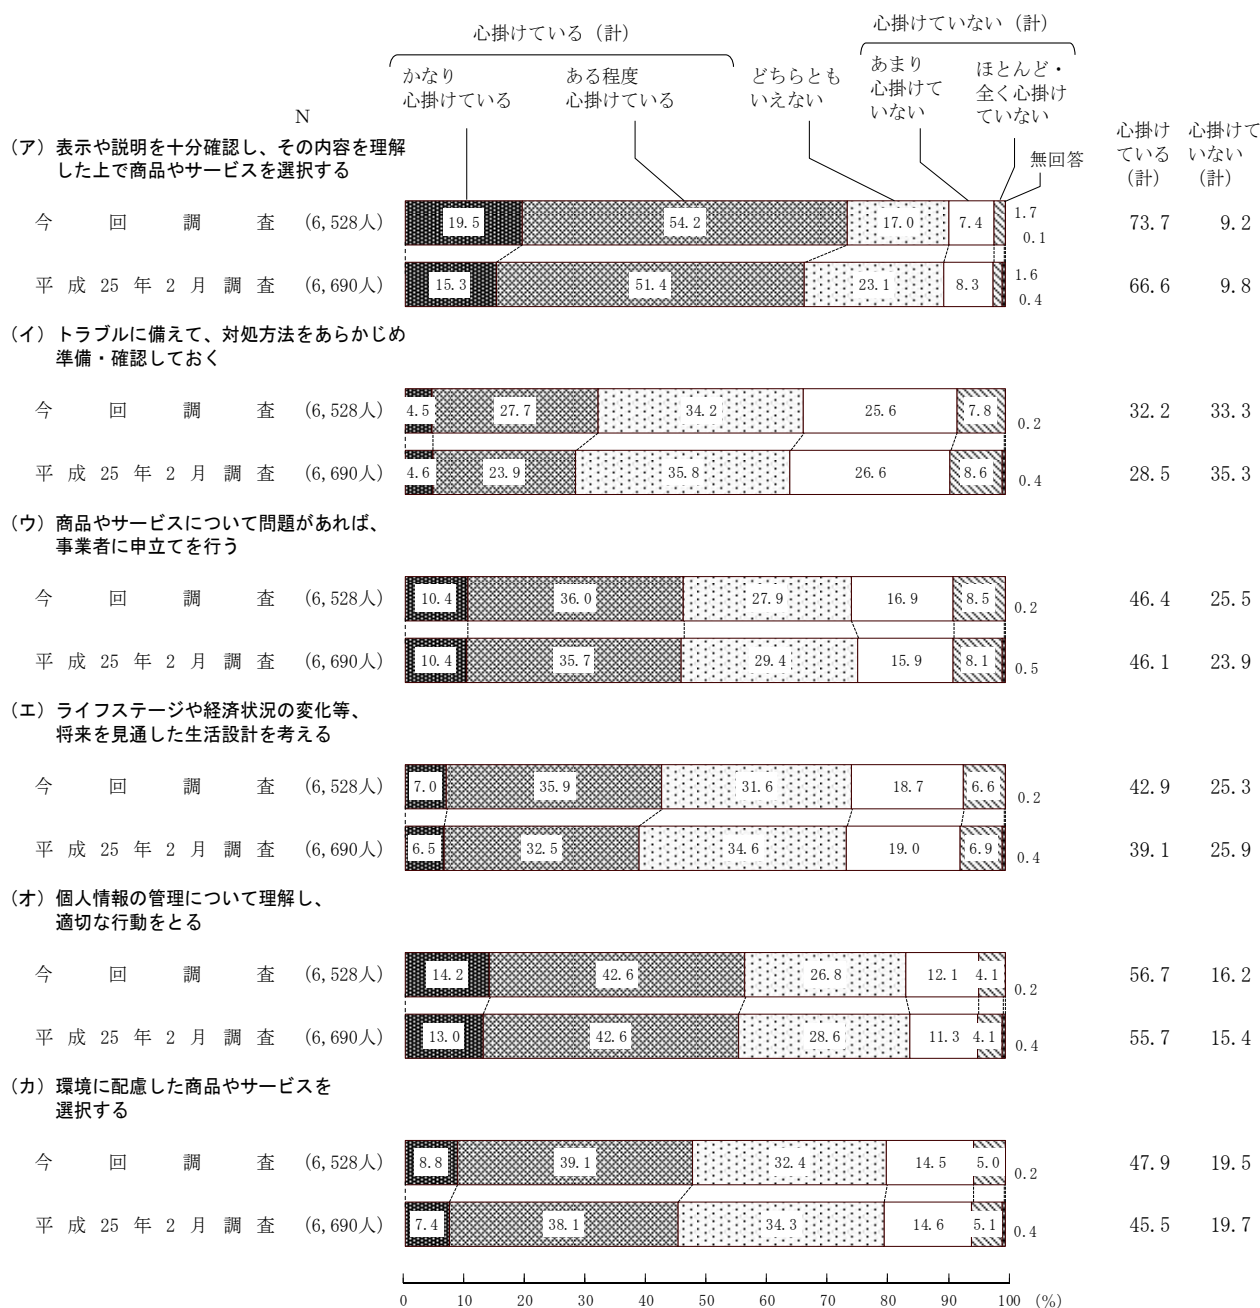 心掛けている（計）
心掛けていない（計）
かなり
心掛けている
ある程度
心掛けている
どちらとも
いえない
あまり
心掛けて
いない
ほとんど・
全く心掛け
ていない
無回答
N
心掛け
ている
（計）
心掛けて
いない
（計）
（ア）表示や説明を十分確認し、その内容を理解
した上で商品やサービスを選択する
今回調査 (6,528人) 19.5 54.2 17.0 7.4 1.7 0.1 73.7 9.2
平成25年2月調査 (6,690人) 15.3 51.4 23.1 8.3 1.6 0.4 66.6 9.8
（イ）トラブルに備えて、対処方法をあらかじめ
準備・確認しておく
今回調査 (6,528人) 4.5 27.7 34.2 25.6 7.8 0.2 32.2 33.3
平成25年2月調査 (6,690人) 4.6 23.9 35.8 26.6 8.6 0.4 28.5 35.3
（ウ）商品やサービスについて問題があれば、
事業者に申立てを行う
今回調査 (6,528人) 10.4 36.0 27.9 16.9 8.5 0.2 46.4 25.5
平成25年2月調査 (6,690人) 10.4 35.7 29.4 15.9 8.1 0.5 46.1 23.9
（エ）ライフステージや経済状況の変化等、
将来を見通した生活設計を考える
今回調査 (6,528人) 7.0 35.9 31.6 18.7 6.6 0.2 42.9 25.3
平成25年2月調査 (6,690人) 6.5 32.5 34.6 19.0 6.9 0.4 39.1 25.9
（オ）個人情報の管理について理解し、
適切な行動をとる
今回調査 (6,528人) 14.2 42.6 26.8 12.1 4.1 0.2 56.7 16.2
平成25年2月調査 (6,690人) 13.0 42.6 28.6 11.3 4.1 0.4 55.7 15.4
（カ）環境に配慮した商品やサービスを
選択する
今回調査 (6,528人) 8.8 39.1 32.4 14.5 5.0 0.2 47.9 19.5
平成25年2月調査 (6,690人) 7.4 38.1 34.3 14.6 5.1 0.4 45.5 19.7
0 10 20 30 40 50 60 70 80 90 100 (%)